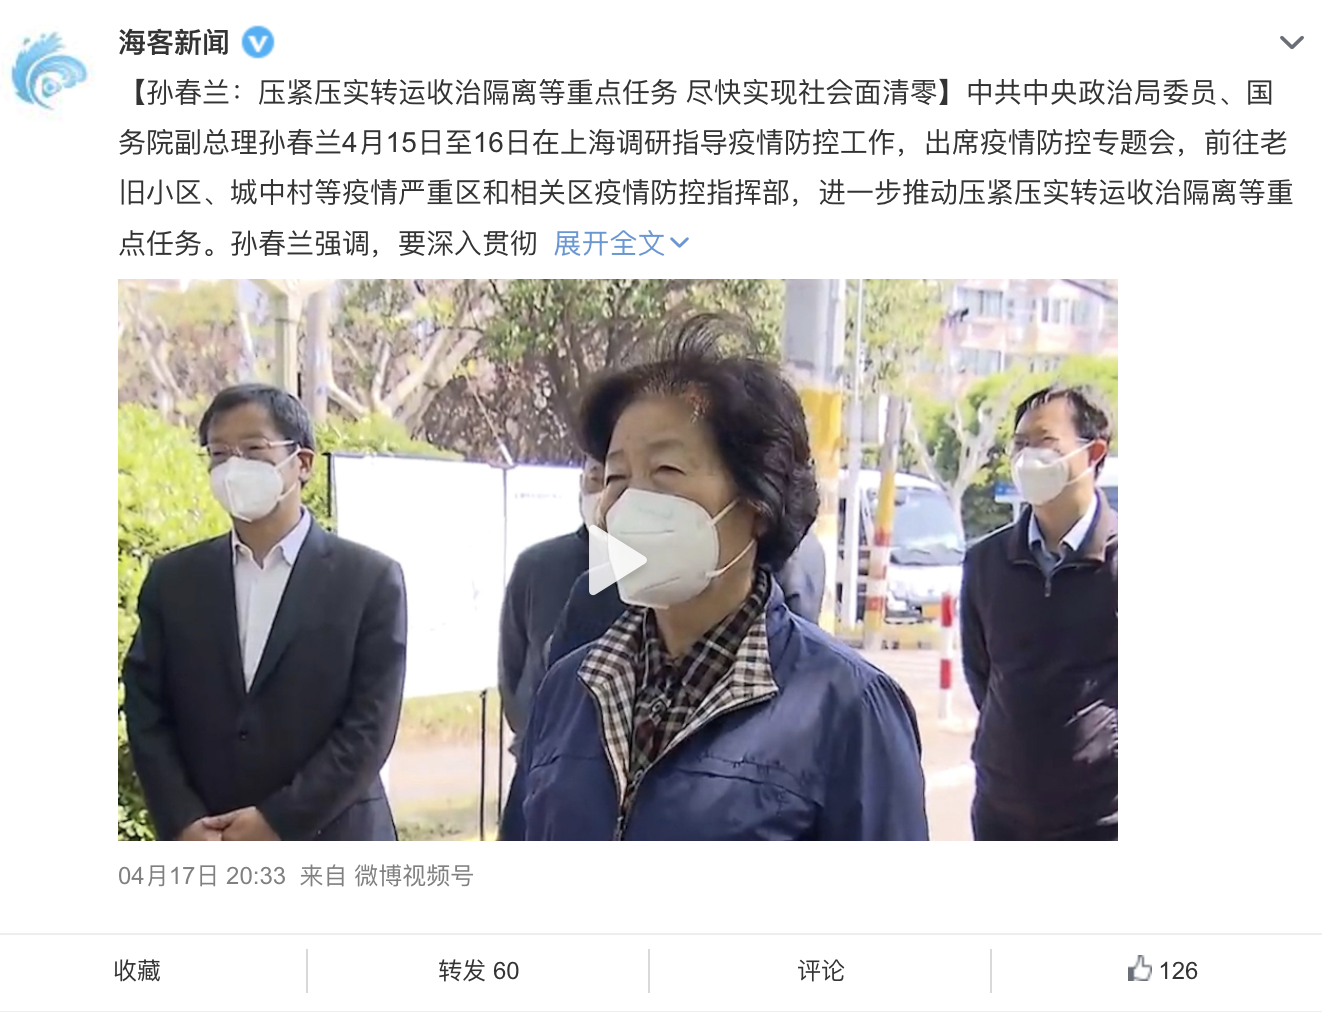 海客新闻
【孙春兰：压紧压实转运收治隔离等重点任务 尽快实现社会面清零】中共中央政治局委员、国
务院副总理孙春兰4月15日至16日在上海调研指导疫情防控工作，出席疫情防控专题会，前往老
旧小区、城中村等疫情严重区和相关区疫情防控指挥部，进一步推动压紧压实转运收治隔离等重
点任务。孙春兰强调，要深入贯彻 展开全文
04月17日 20:33 来自 微博视频号
收藏
转发 60
评论
126